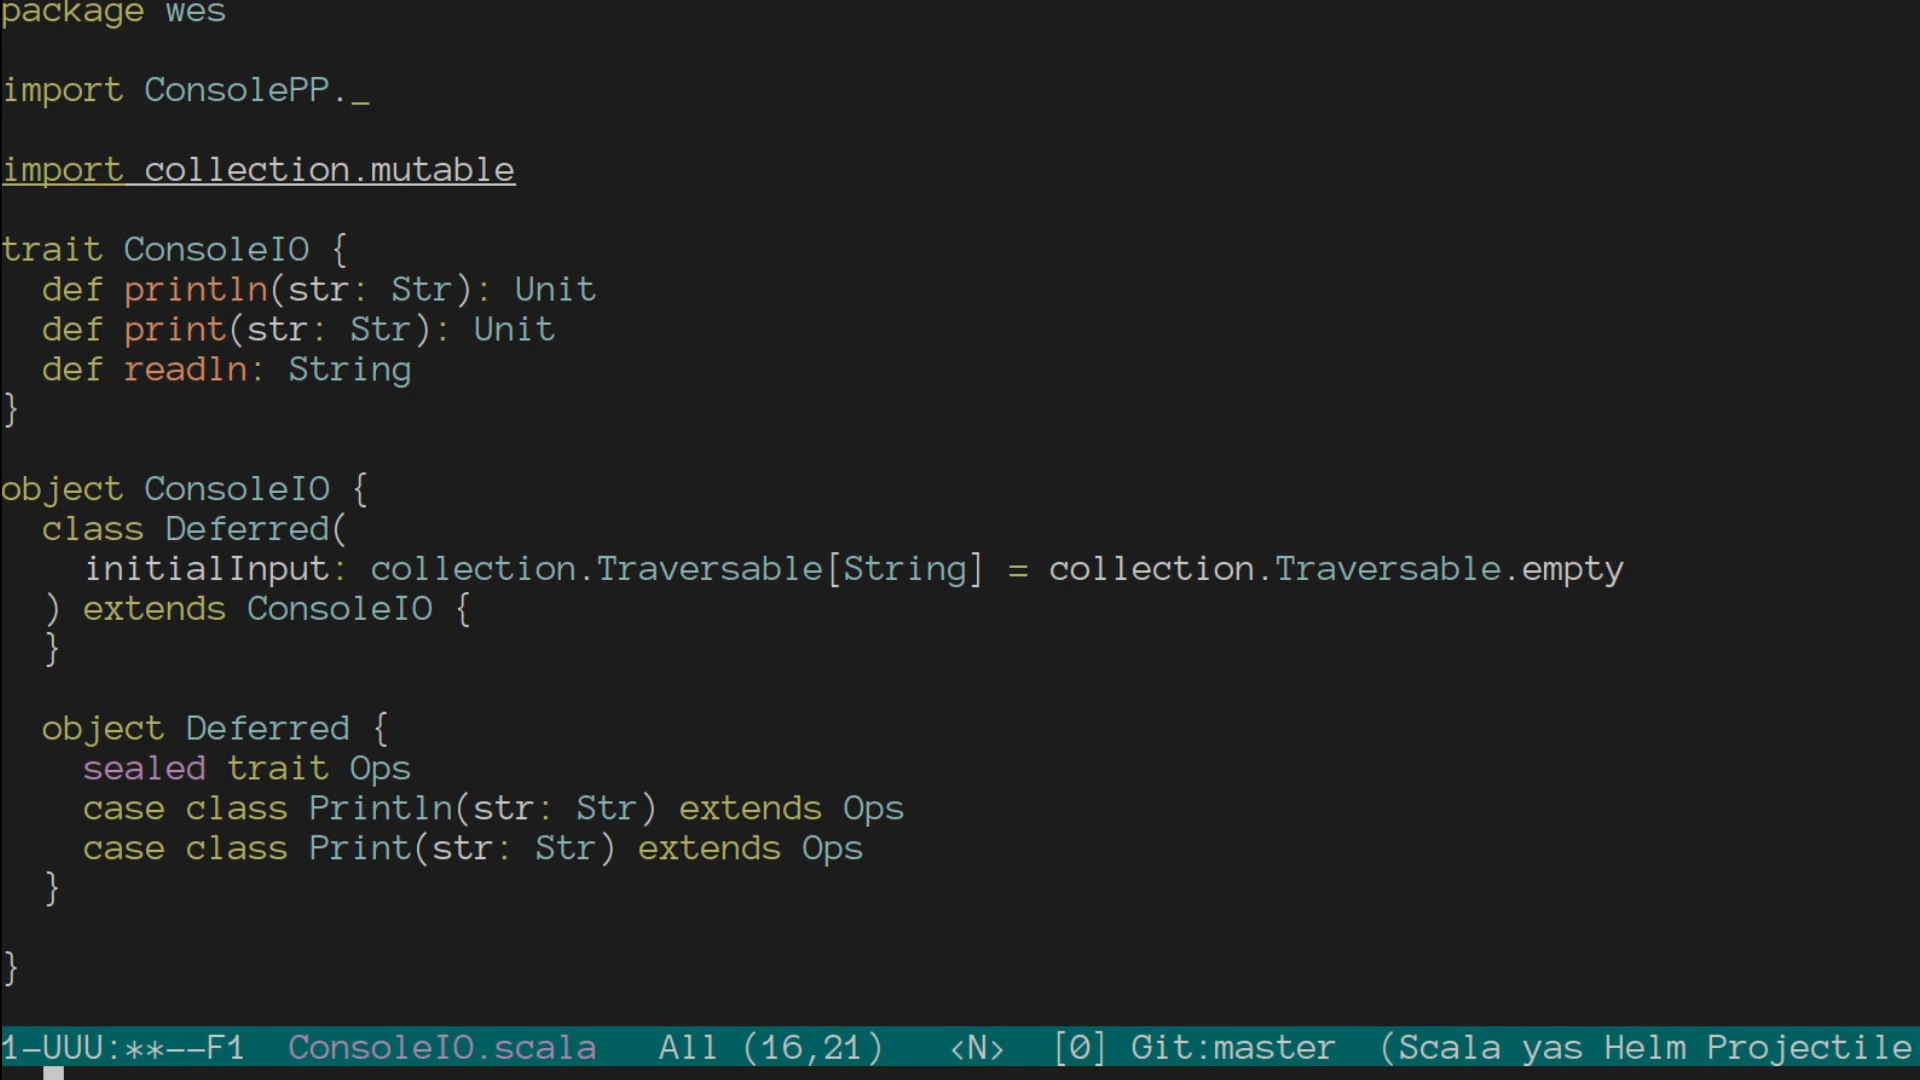 package wes
import ConsolePP._
import collection.mutable
trait ConsoleIO {
  def println(str: Str): Unit
  def print(str: Str): Unit
  def readln: String
}
object ConsoleIO {
  class Deferred(
    initialInput: collection.Traversable[String] = collection.Traversable.empty
  ) extends ConsoleIO {
  }
  object Deferred {
    sealed trait Ops
    case class Println(str: Str) extends Ops
    case class Print(str: Str) extends Ops
  }
}
1-UUU:**--F1  ConsoleIO.scala   All (16,21)   <N>  [0] Git:master  (Scala yas Helm Projectile